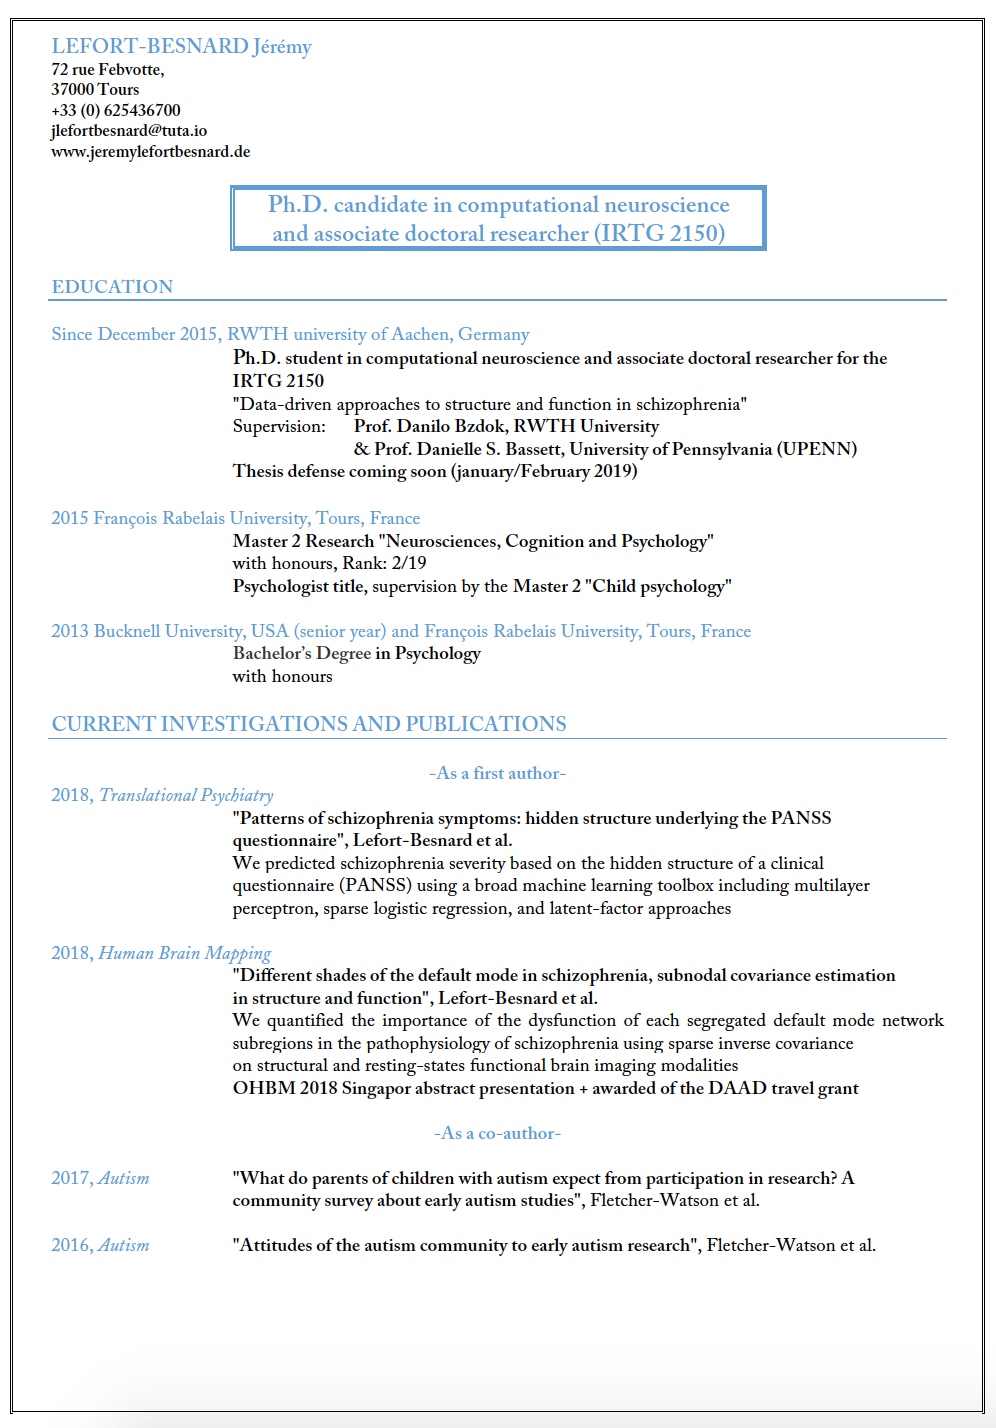 LEFORT-BESNARD Jérémy
72 rue Febvotte,
37000 Tours
+33 (0) 625436700
jlefortbesnard@tuta.io
www.jeremylefortbesnard.de
Ph.D. candidate in computational neuroscience
and associate doctoral researcher (IRTG 2150)
EDUCATION
Since December 2015, RWTH university of Aachen, Germany
Ph.D. student in computational neuroscience and associate doctoral researcher for the
IRTG 2150
"Data-driven approaches to structure and function in schizophrenia"
Supervision: Prof. Danilo Bzdok, RWTH University
& Prof. Danielle S. Bassett, University of Pennsylvania (UPENN)
Thesis defense coming soon (january/February 2019)
2015 François Rabelais University, Tours, France
Master 2 Research "Neurosciences, Cognition and Psychology"
with honours, Rank: 2/19
Psychologist title, supervision by the Master 2 "Child psychology"
2013 Bucknell University, USA (senior year) and François Rabelais University, Tours, France
Bachelor's Degree in Psychology
with honours
CURRENT INVESTIGATIONS AND PUBLICATIONS
-As a first author-
2018, Translational Psychiatry
"Patterns of schizophrenia symptoms: hidden structure underlying the PANSS
questionnaire", Lefort-Besnard et al.
We predicted schizophrenia severity based on the hidden structure of a clinical
questionnaire (PANSS) using a broad machine learning toolbox including multilayer
perceptron, sparse logistic regression, and latent-factor approaches
2018, Human Brain Mapping
"Different shades of the default mode in schizophrenia, subnodal covariance estimation
in structure and function", Lefort-Besnard et al.
We quantified the importance of the dysfunction of each segregated default mode network
subregions in the pathophysiology of schizophrenia using sparse inverse covariance
on structural and resting-states functional brain imaging modalities
OHBM 2018 Singapor abstract presentation + awarded of the DAAD travel grant
-As a co-author-
2017, Autism "What do parents of children with autism expect from participation in research? A
community survey about early autism studies", Fletcher-Watson et al.
2016, Autism "Attitudes of the autism community to early autism research", Fletcher-Watson et al.